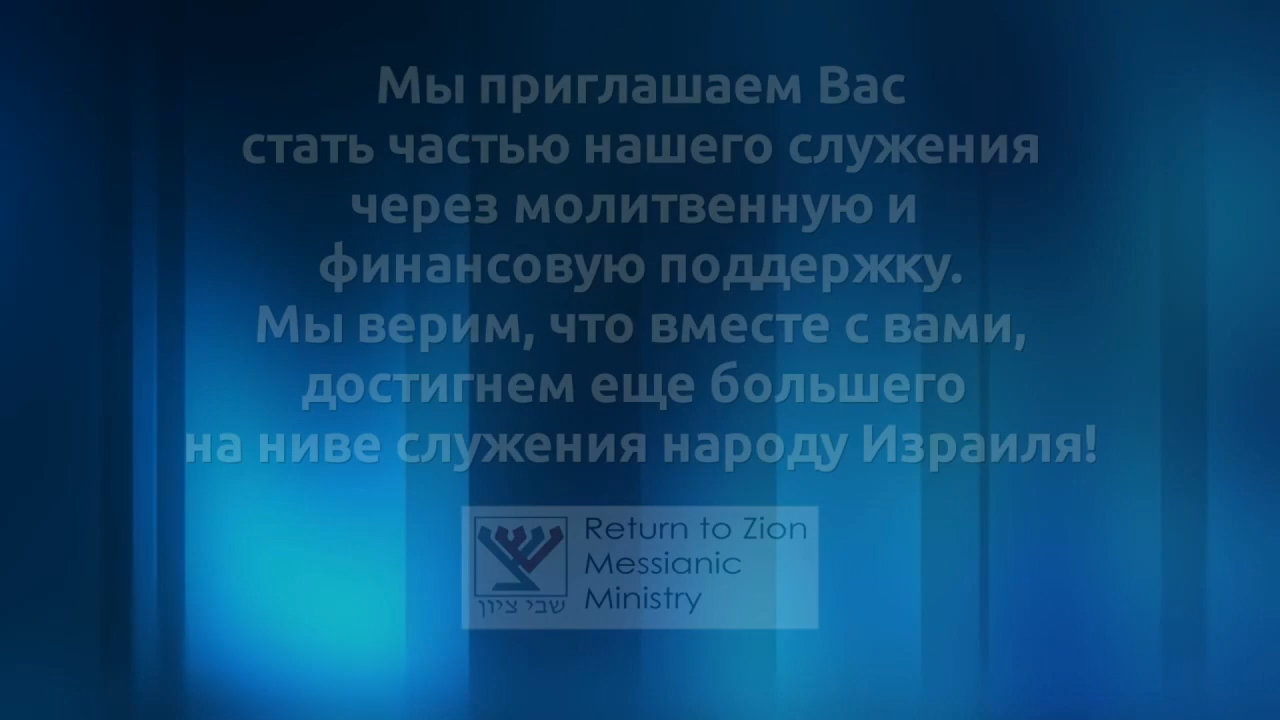 Мы приглашаем Вас
стать частью нашего служения
через молитвенную и
финансовую поддержку.
Мы верим, что вместе с вами,
достигнем еще большего
на ниве служения народу Израиля!
Return to Zion
Messianic
Ministry
שבי ציון